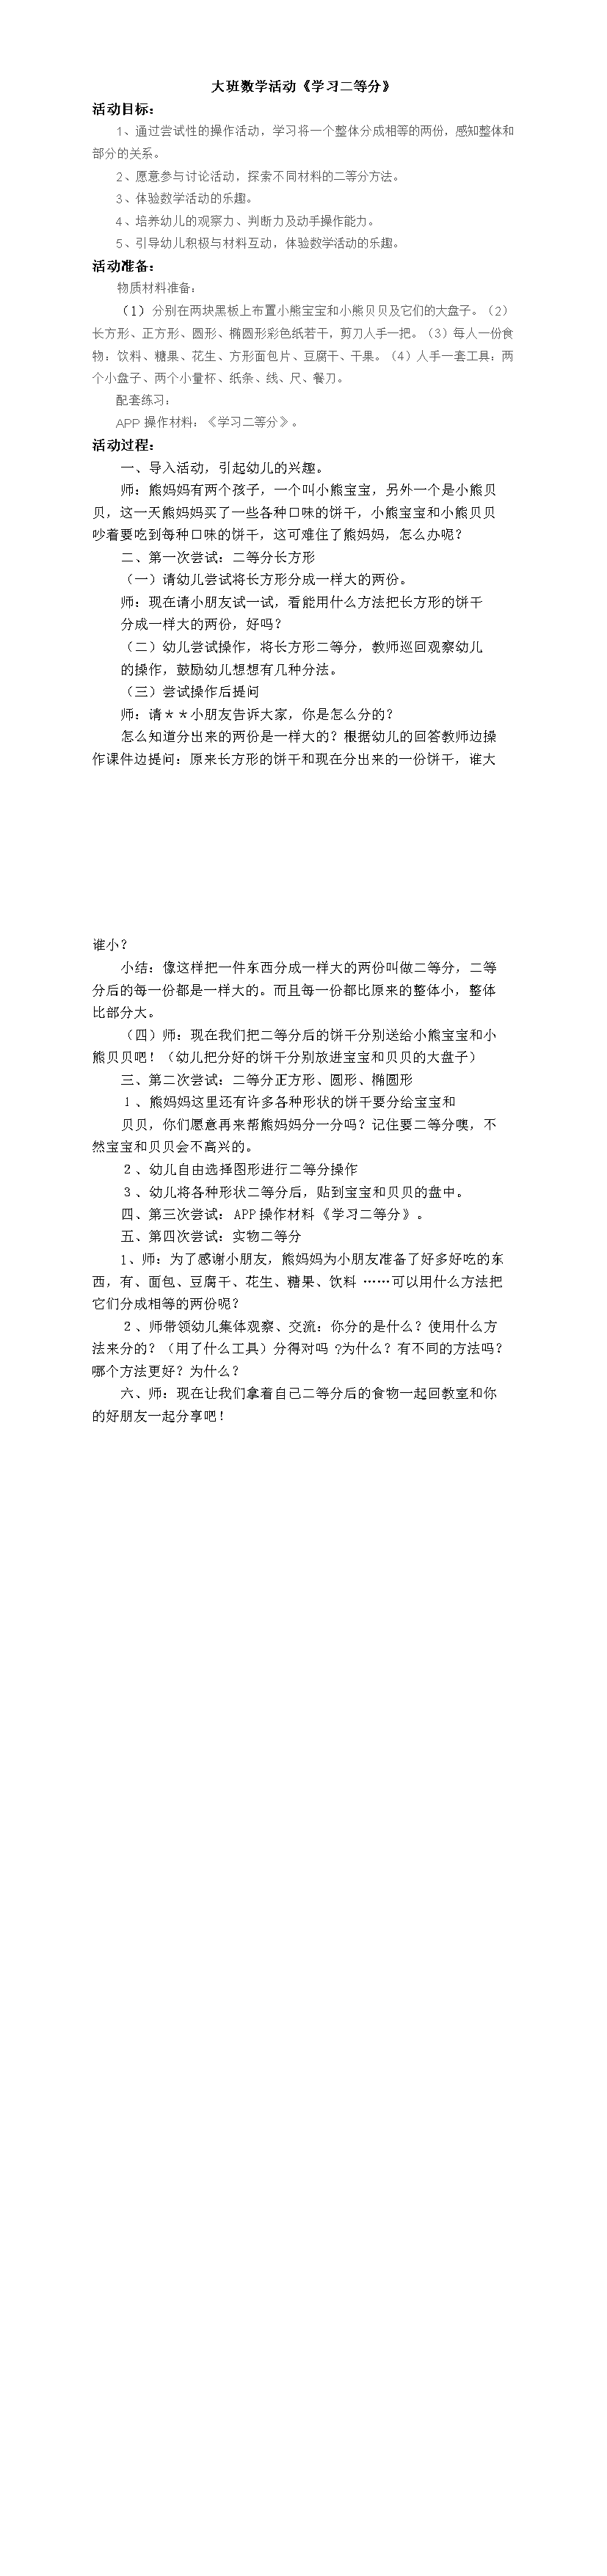 大班数学活动《学习二等分》
活动目标：
1、通过尝试性的操作活动，学习将一个整体分成相等的两份，感知整体和
部分的关系。
2、愿意参与讨论活动，探索不同材料的二等分方法。
3、体验数学活动的乐趣。
4、培养幼儿的观察力、判断力及动手操作能力。
5、引导幼儿积极与材料互动，体验数学活动的乐趣。
活动准备：
物质材料准备：
（1）分别在两块黑板上布置小熊宝宝和小熊贝贝及它们的大盘子。（2）
长方形、正方形、圆形、椭圆形彩色纸若干，剪刀人手一把。（3）每人一份食
物：饮料、糖果、花生、方形面包片、豆腐干、干果。（4）人手一套工具：两
个小盘子、两个小量杯、纸条、线、尺、餐刀。
配套练习：
APP 操作材料：《学习二等分》。
活动过程：
一、导入活动，引起幼儿的兴趣。
师：熊妈妈有两个孩子，一个叫小熊宝宝，另外一个是小熊贝
贝，这一天熊妈妈买了一些各种口味的饼干，小熊宝宝和小熊贝贝
吵着要吃到每种口味的饼干，这可难住了熊妈妈，怎么办呢？
二、第一次尝试：二等分长方形
（一）请幼儿尝试将长方形分成一样大的两份。
师：现在请小朋友试一试，看能用什么方法把长方形的饼干
分成一样大的两份，好吗？
（二）幼儿尝试操作，将长方形二等分，教师巡回观察幼儿
的操作，鼓励幼儿想想有几种分法。
（三）尝试操作后提问
师：请＊＊小朋友告诉大家，你是怎么分的？
怎么知道分出来的两份是一样大的？根据幼儿的回答教师边操
作课件边提问：原来长方形的饼干和现在分出来的一份饼干，谁大
谁小？
小结：像这样把一件东西分成一样大的两份叫做二等分，二等
分后的每一份都是一样大的。而且每一份都比原来的整体小，整体
比部分大。
（四）师：现在我们把二等分后的饼干分别送给小熊宝宝和小
熊贝贝吧！（幼儿把分好的饼干分别放进宝宝和贝贝的大盘子）
三、第二次尝试：二等分正方形、圆形、椭圆形
１、熊妈妈这里还有许多各种形状的饼干要分给宝宝和
贝贝，你们愿意再来帮熊妈妈分一分吗？记住要二等分噢，不
然宝宝和贝贝会不高兴的。
２、幼儿自由选择图形进行二等分操作
３、幼儿将各种形状二等分后，贴到宝宝和贝贝的盘中。
四、第三次尝试：APP 操作材料《学习二等分》。
五、第四次尝试：实物二等分
1、师：为了感谢小朋友，熊妈妈为小朋友准备了好多好吃的东
西，有、面包、豆腐干、花生、糖果、饮料 ……可以用什么方法把
它们分成相等的两份呢？
２、师带领幼儿集体观察、交流：你分的是什么？使用什么方
法来分的？（用了什么工具）分得对吗 ?为什么？有不同的方法吗？
哪个方法更好？为什么？
六、师：现在让我们拿着自己二等分后的食物一起回教室和你
的好朋友一起分享吧！